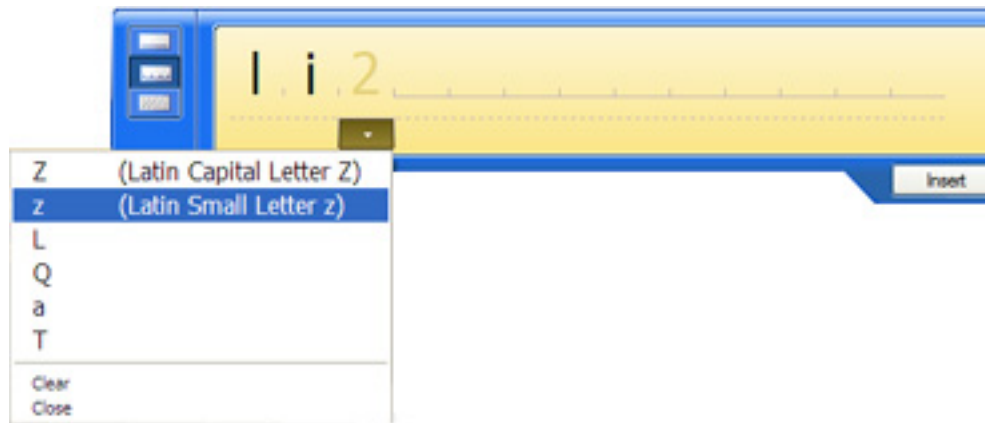 l i 2
Insert
Z (Latin Capital Letter Z)
z (Latin Small Letter z)
L
Q
a
T
Clear
Close